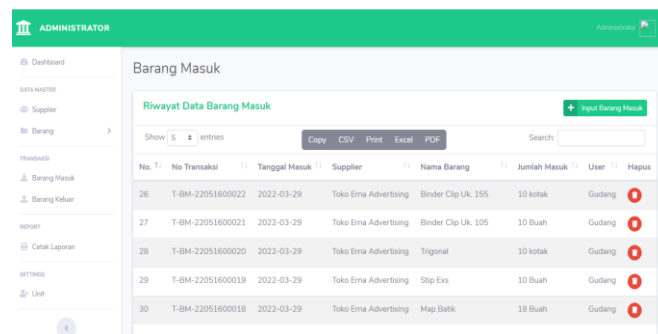 ADMINISTRATOR
Administrator
Dashboard
DATA MASTER
Supplier
Barang
TRANSAKSI
Barang Masuk
Barang Keluar
REPORT
Cetak Laporan
SETTINGS
Unit
Barang Masuk
Riwayat Data Barang Masuk
Input Barang Masuk
Show 5 entries Copy CSV Print Excel PDF Search:
No. No Transaksi Tanggal Masuk Supplier Nama Barang Jumlah Masuk User Hapus
26 T-BM-22051600022 2022-03-29 Toko Erna Advertising Binder Clip Uk. 155 10 kotak Gudang
27 T-BM-22051600021 2022-03-29 Toko Erna Advertising Binder Clip Uk. 105 10 Buah Gudang
28 T-BM-22051600020 2022-03-29 Toko Erna Advertising Trigonal 10 kotak Gudang
29 T-BM-22051600019 2022-03-29 Toko Erna Advertising Stip Exs 10 Buah Gudang
30 T-BM-22051600018 2022-03-29 Toko Erna Advertising Map Batik 18 Buah Gudang